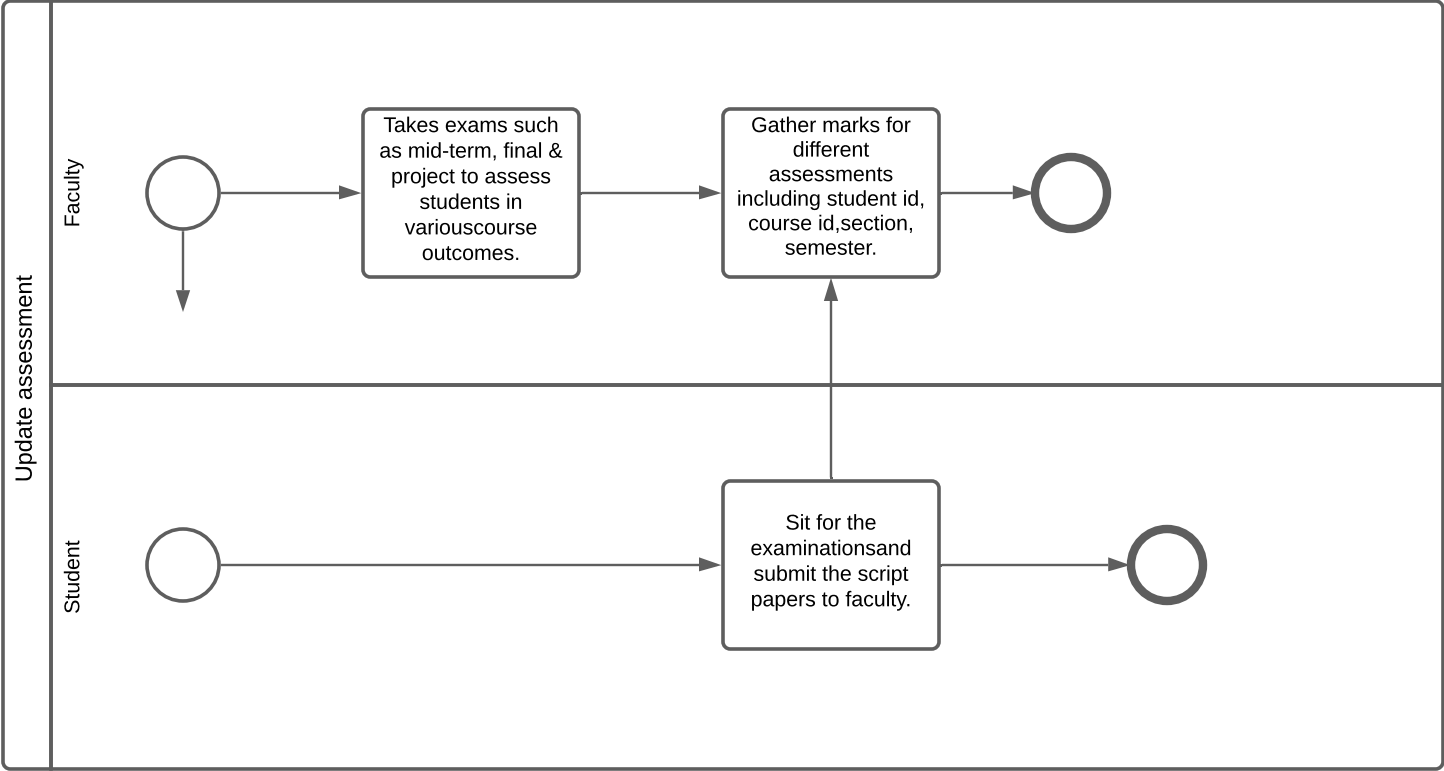 Update assessment
Faculty
Takes exams such
as mid-term, final &
project to assess
students in
variouscourse
outcomes.
Gather marks for
different
assessments
including student id,
course id,section,
semester.
Student
Sit for the
examinationsand
submit the script
papers to faculty.